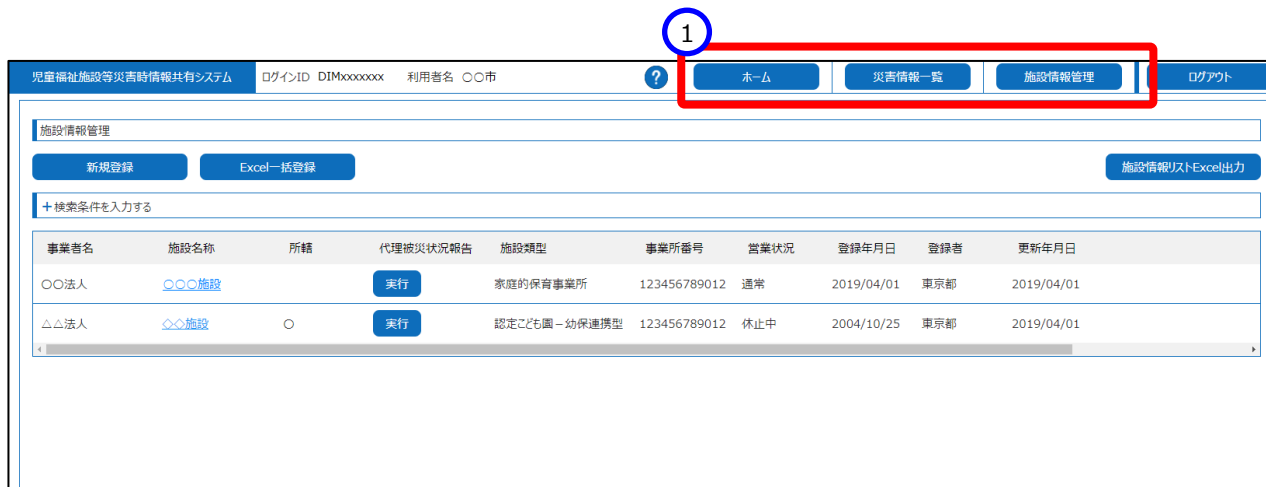 1
児童福祉施設等災害時情報共有システム ログインID DIMxxxxxxx 利用者名 〇〇市 ? ホーム 災害情報一覧 施設情報管理 ログアウト
施設情報管理
新規登録 Excel一括登録 施設情報リストExcel出力
+検索条件を入力する
事業者名 施設名称 所轄 代理被災状況報告 施設類型 事業所番号 営業状況 登録年月日 登録者 更新年月日
〇〇法人 〇〇〇施設 実行 家庭的保育事業所 123456789012 通常 2019/04/01 東京都 2019/04/01
△△法人 ◇◇施設 〇 実行 認定こども園－幼保連携型 123456789012 休止中 2004/10/25 東京都 2019/04/01